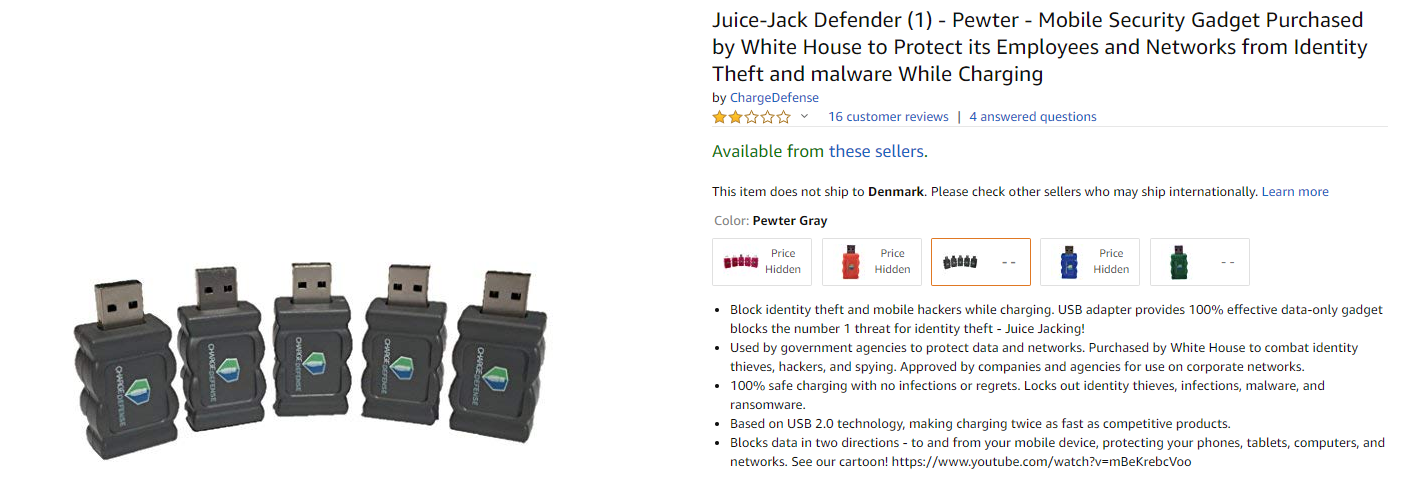 Juice-Jack Defender (1) - Pewter - Mobile Security Gadget Purchased
by White House to Protect its Employees and Networks from Identity
Theft and malware While Charging
by ChargeDefense
16 customer reviews | 4 answered questions
Available from these sellers.
This item does not ship to Denmark. Please check other sellers who may ship internationally. Learn more
Color: Pewter Gray
Price Hidden
Price Hidden
- -
Price Hidden
- -
• Block identity theft and mobile hackers while charging. USB adapter provides 100% effective data-only gadget
blocks the number 1 threat for identity theft - Juice Jacking!
• Used by government agencies to protect data and networks. Purchased by White House to combat identity
thieves, hackers, and spying. Approved by companies and agencies for use on corporate networks.
• 100% safe charging with no infections or regrets. Locks out identity thieves, infections, malware, and
ransomware.
• Based on USB 2.0 technology, making charging twice as fast as competitive products.
• Blocks data in two directions - to and from your mobile device, protecting your phones, tablets, computers, and
networks. See our cartoon! https://www.youtube.com/watch?v=mBeKrebcVoo
CHARGEDEFENSE
CHARGEDEFENSE
CHARGEDEFENSE
CHARGEDEFENSE
CHARGEDEFENSE